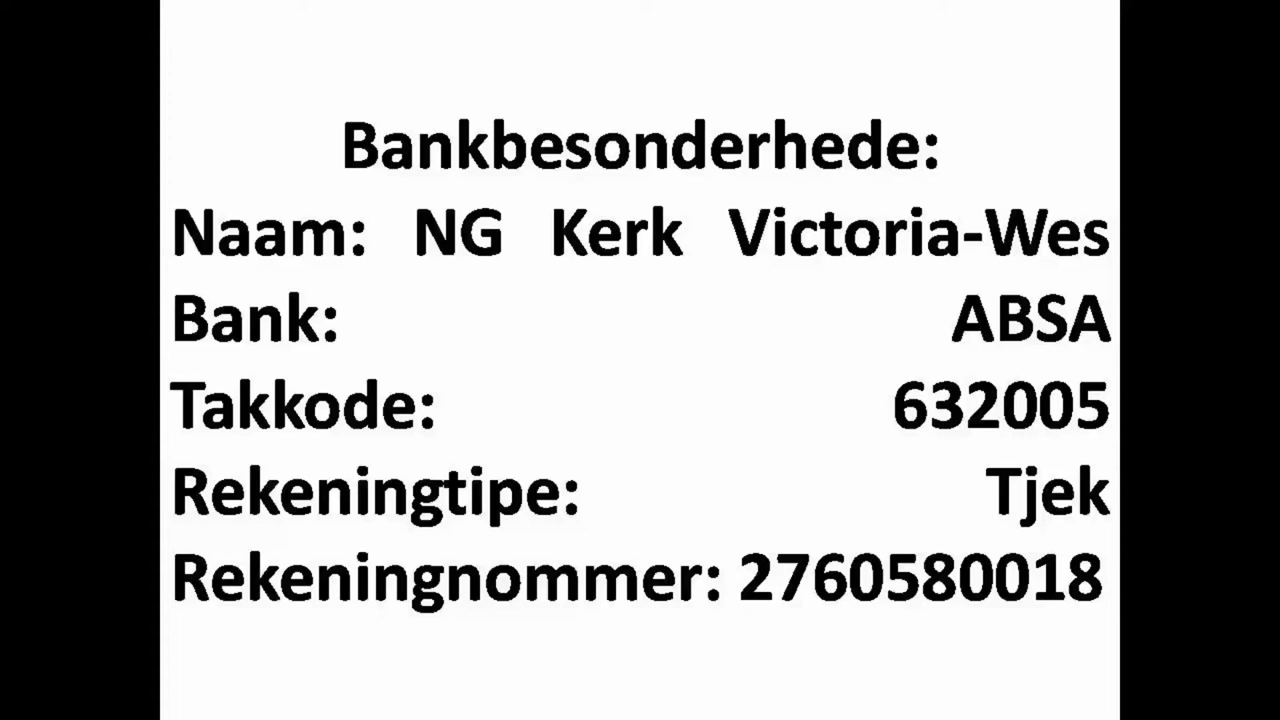 Bankbesonderhede:
Naam: NG Kerk Victoria-Wes
Bank: ABSA
Takkode: 632005
Rekeningtipe: Tjek
Rekeningnommer: 2760580018